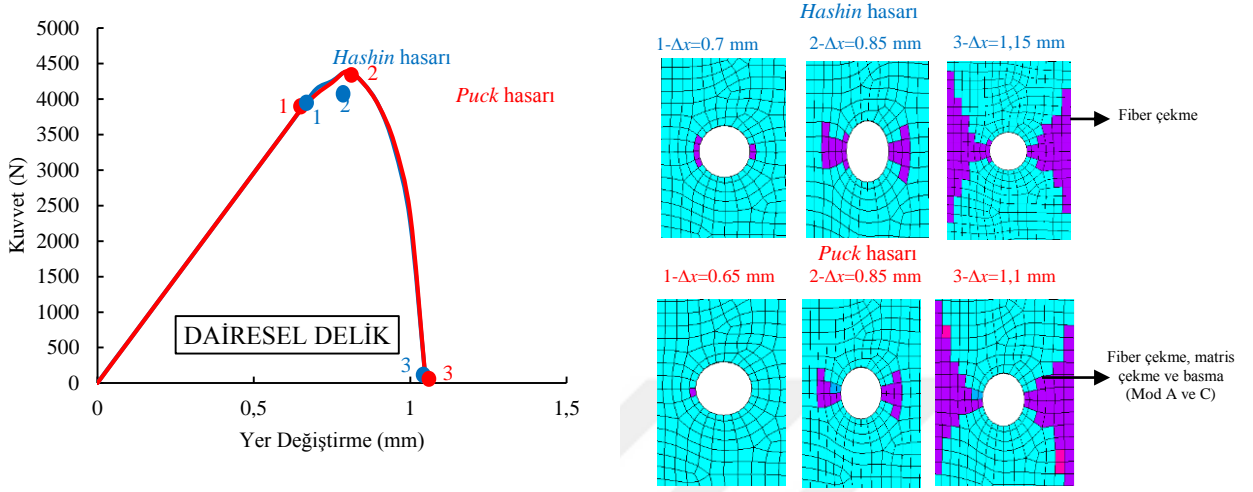 5000
4500
4000
3500
3000
2500
2000
1500
1000
500
0
Kuvvet (N)
0
0,5
1
1,5
Yer Değiştirme (mm)
Hashin hasarı
Puck hasarı
1
1
2
2
3
3
DAİRESEL DELİK
Hashin hasarı
1-Δx=0.7 mm
2-Δx=0.85 mm
3-Δx=1,15 mm
Fiber çekme
Puck hasarı
1-Δx=0.65 mm
2-Δx=0.85 mm
3-Δx=1,1 mm
Fiber çekme, matris
çekme ve basma
(Mod A ve C)